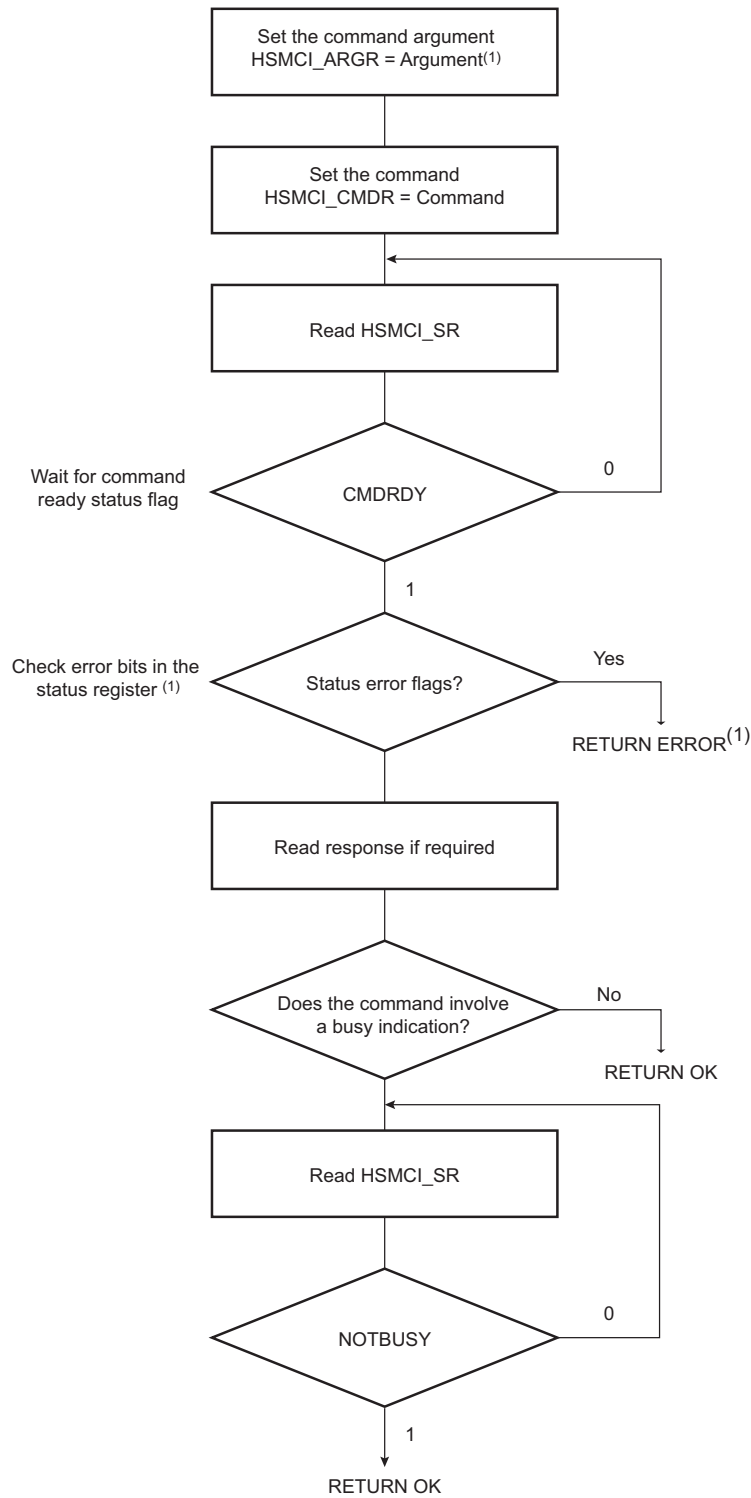 Set the command argument
HSMCI_ARGR = Argument(1)
Set the command
HSMCI_CMDR = Command
Read HSMCI_SR
Wait for command
ready status flag
CMDRDY
0
1
Check error bits in the
status register (1)
Status error flags?
Yes
RETURN ERROR(1)
Read response if required
Does the command involve
a busy indication?
No
RETURN OK
Read HSMCI_SR
NOTBUSY
0
1
RETURN OK